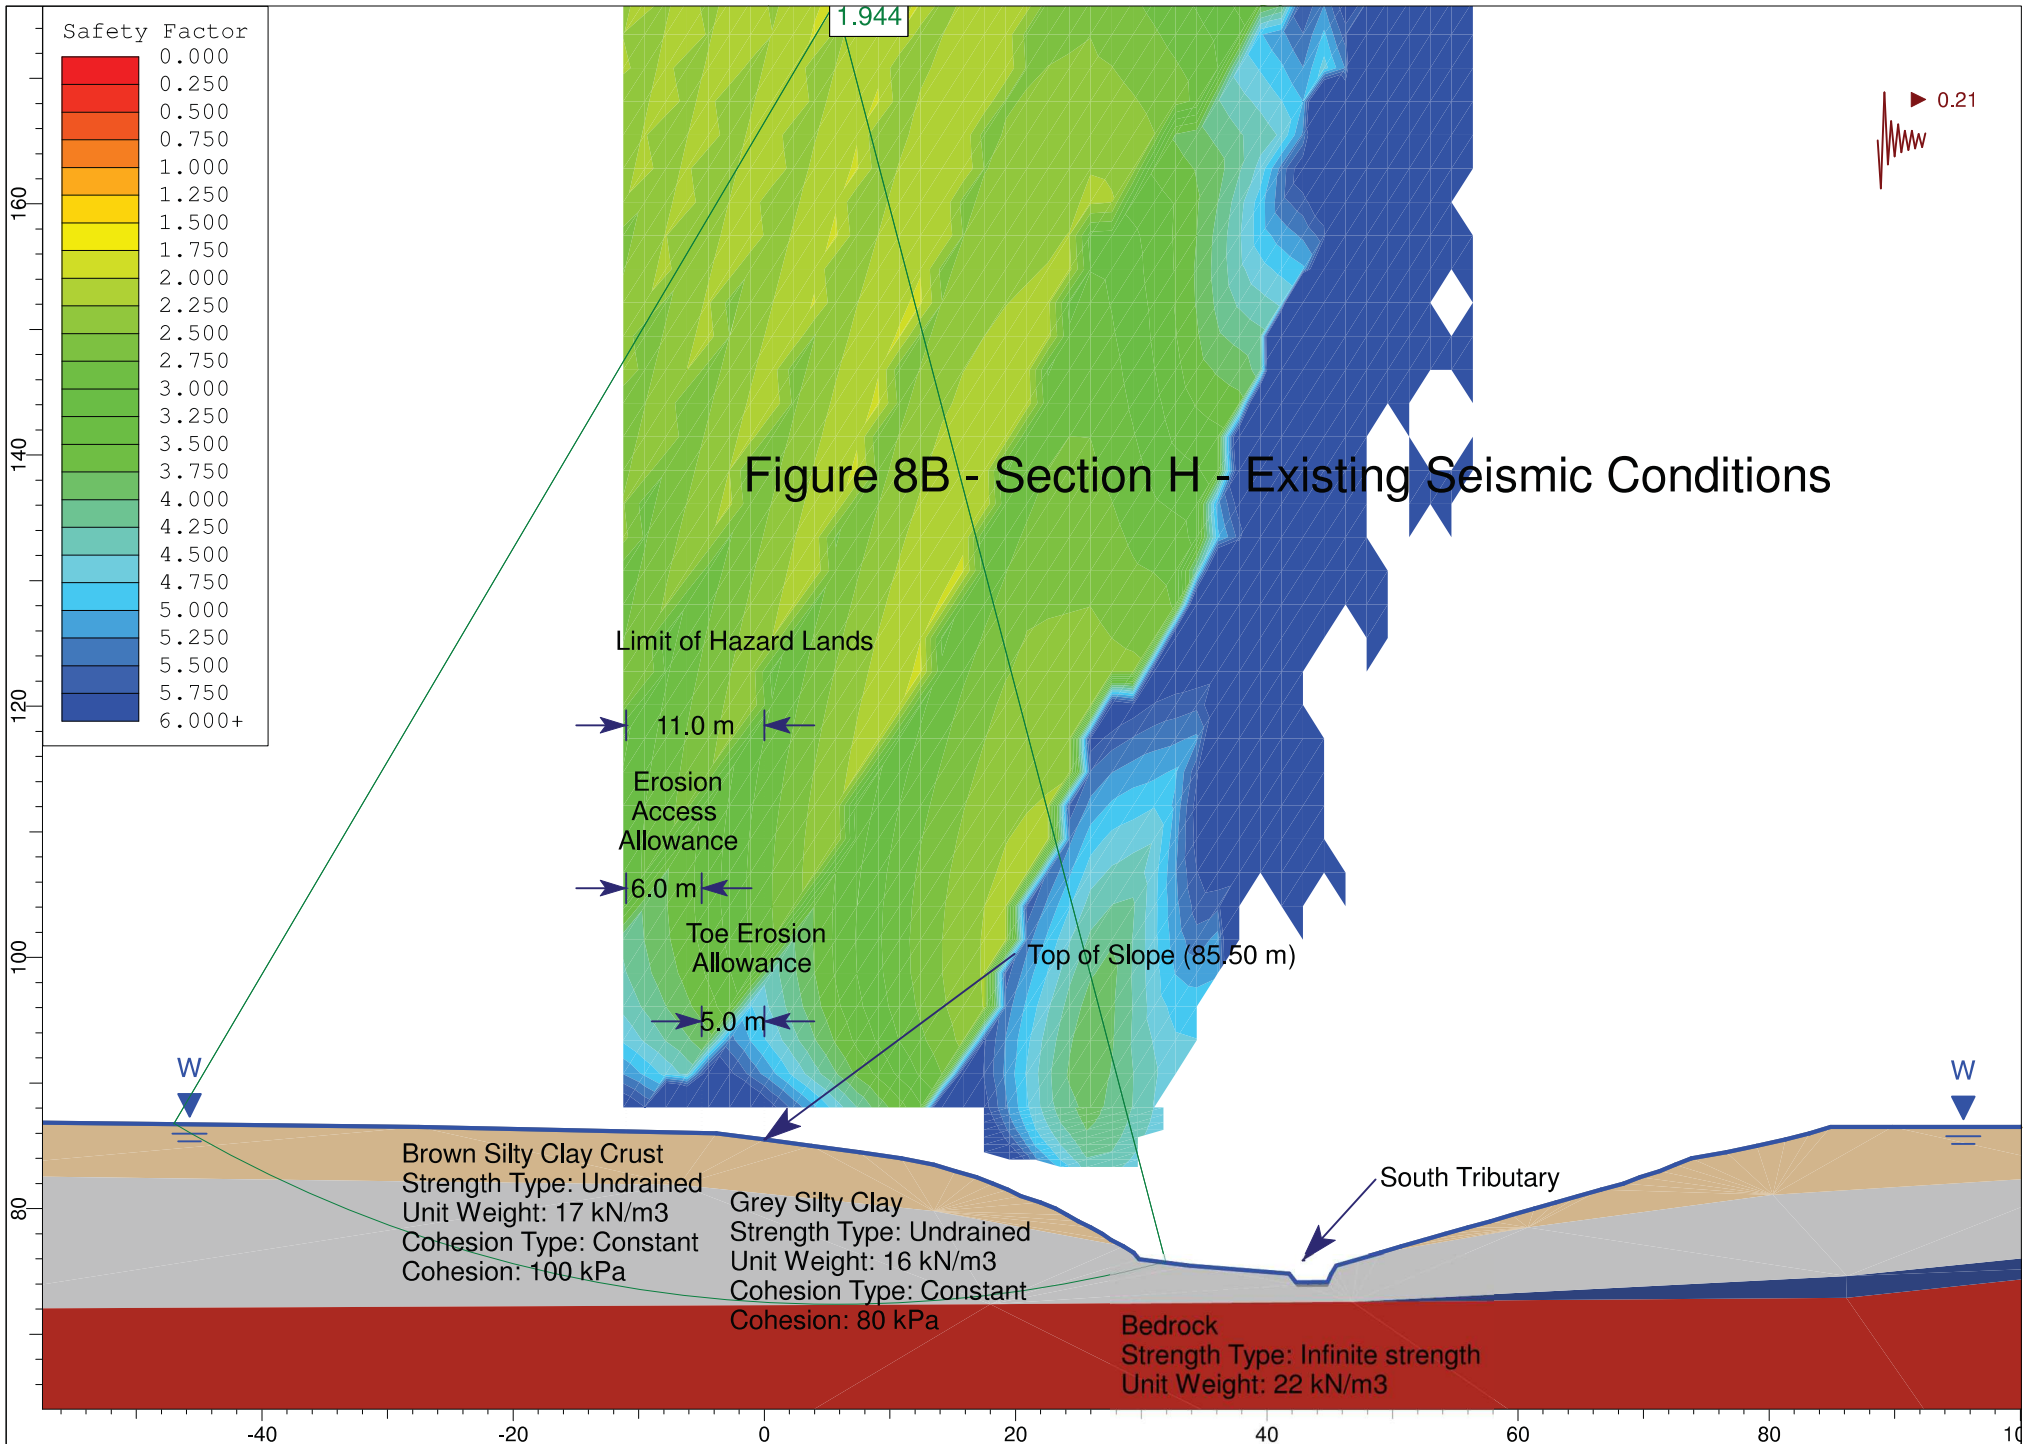 Safety Factor
0.000
0.250
0.500
0.750
1.000
1.250
1.500
1.750
2.000
2.250
2.500
2.750
3.000
3.250
3.500
3.750
4.000
4.250
4.500
4.750
5.000
5.250
5.500
5.750
6.000+
1.944
0.21
Figure 8B - Section H - Existing Seismic Conditions
Limit of Hazard Lands
11.0 m
Erosion
Access
Allowance
6.0 m
Toe Erosion
Allowance
5.0 m
Top of Slope (85.50 m)
W
W
South Tributary
Brown Silty Clay Crust
Strength Type: Undrained
Unit Weight: 17 kN/m3
Cohesion Type: Constant
Cohesion: 100 kPa
Grey Silty Clay
Strength Type: Undrained
Unit Weight: 16 kN/m3
Cohesion Type: Constant
Cohesion: 80 kPa
Bedrock
Strength Type: Infinite strength
Unit Weight: 22 kN/m3
160
140
120
100
80
-40
-20
0
20
40
60
80